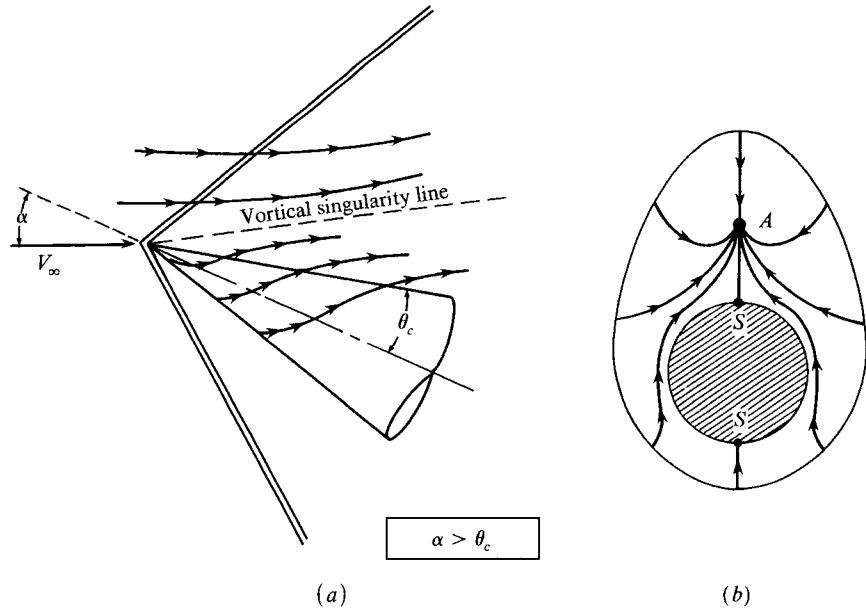 Vortical singularity line
α
V∞
θc
A
S
S
α > θc
(a)
(b)